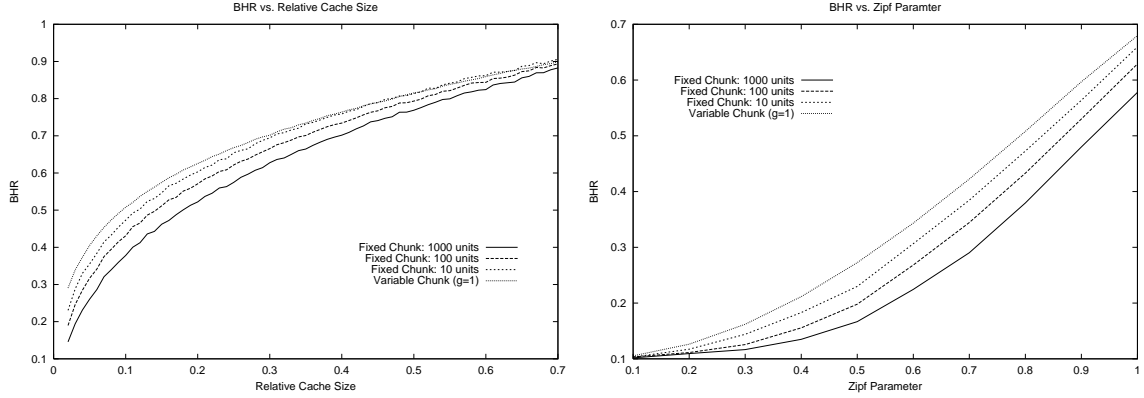 BHR vs. Relative Cache Size
1
0.9
0.8
0.7
0.6
0.5
0.4
0.3
0.2
0.1
BHR
Fixed Chunk: 1000 units
Fixed Chunk: 100 units
Fixed Chunk: 10 units
Variable Chunk (g=1)
0 0.1 0.2 0.3 0.4 0.5 0.6 0.7
Relative Cache Size
BHR vs. Zipf Paramter
0.7
0.6
0.5
0.4
0.3
0.2
0.1
BHR
Fixed Chunk: 1000 units
Fixed Chunk: 100 units
Fixed Chunk: 10 units
Variable Chunk (g=1)
0.1 0.2 0.3 0.4 0.5 0.6 0.7 0.8 0.9 1
Zipf Parameter